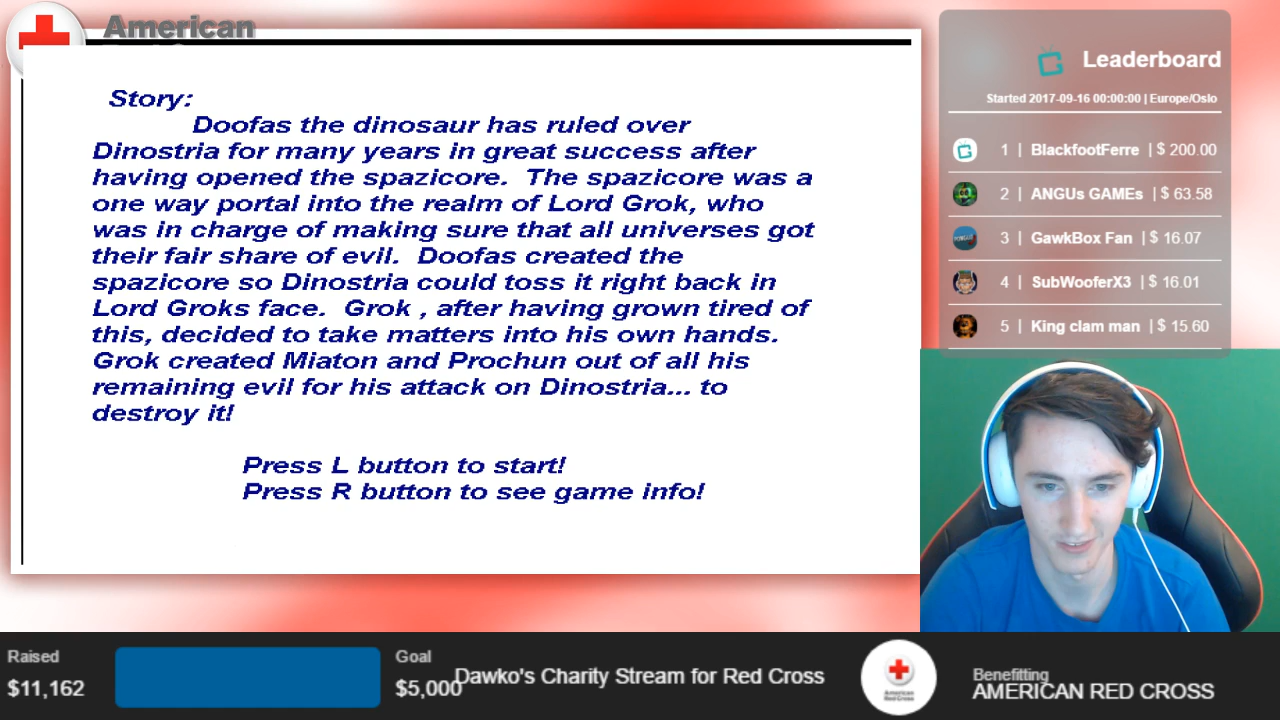 American
Story:
Doofas the dinosaur has ruled over
Dinostria for many years in great success after
having opened the spazicore.  The spazicore was a
one way portal into the realm of Lord Grok, who
was in charge of making sure that all universes got
their fair share of evil.  Doofas created the
spazicore so Dinostria could toss it right back in
Lord Groks face.  Grok , after having grown tired of
this, decided to take matters into his own hands.
Grok created Miaton and Prochun out of all his
remaining evil for his attack on Dinostria... to
destroy it!
Press L button to start!
Press R button to see game info!
Leaderboard
Started 2017-09-16 00:00:00 | Europe/Oslo
1 | BlackfootFerre | $ 200.00
2 | ANGUs GAMEs | $ 63.58
3 | GawkBox Fan | $ 16.07
4 | SubWooferX3 | $ 16.01
5 | King clam man | $ 15.60
Raised
$11,162
Goal
$5,000
Dawko's Charity Stream for Red Cross
American
Red Cross
Benefitting
AMERICAN RED CROSS